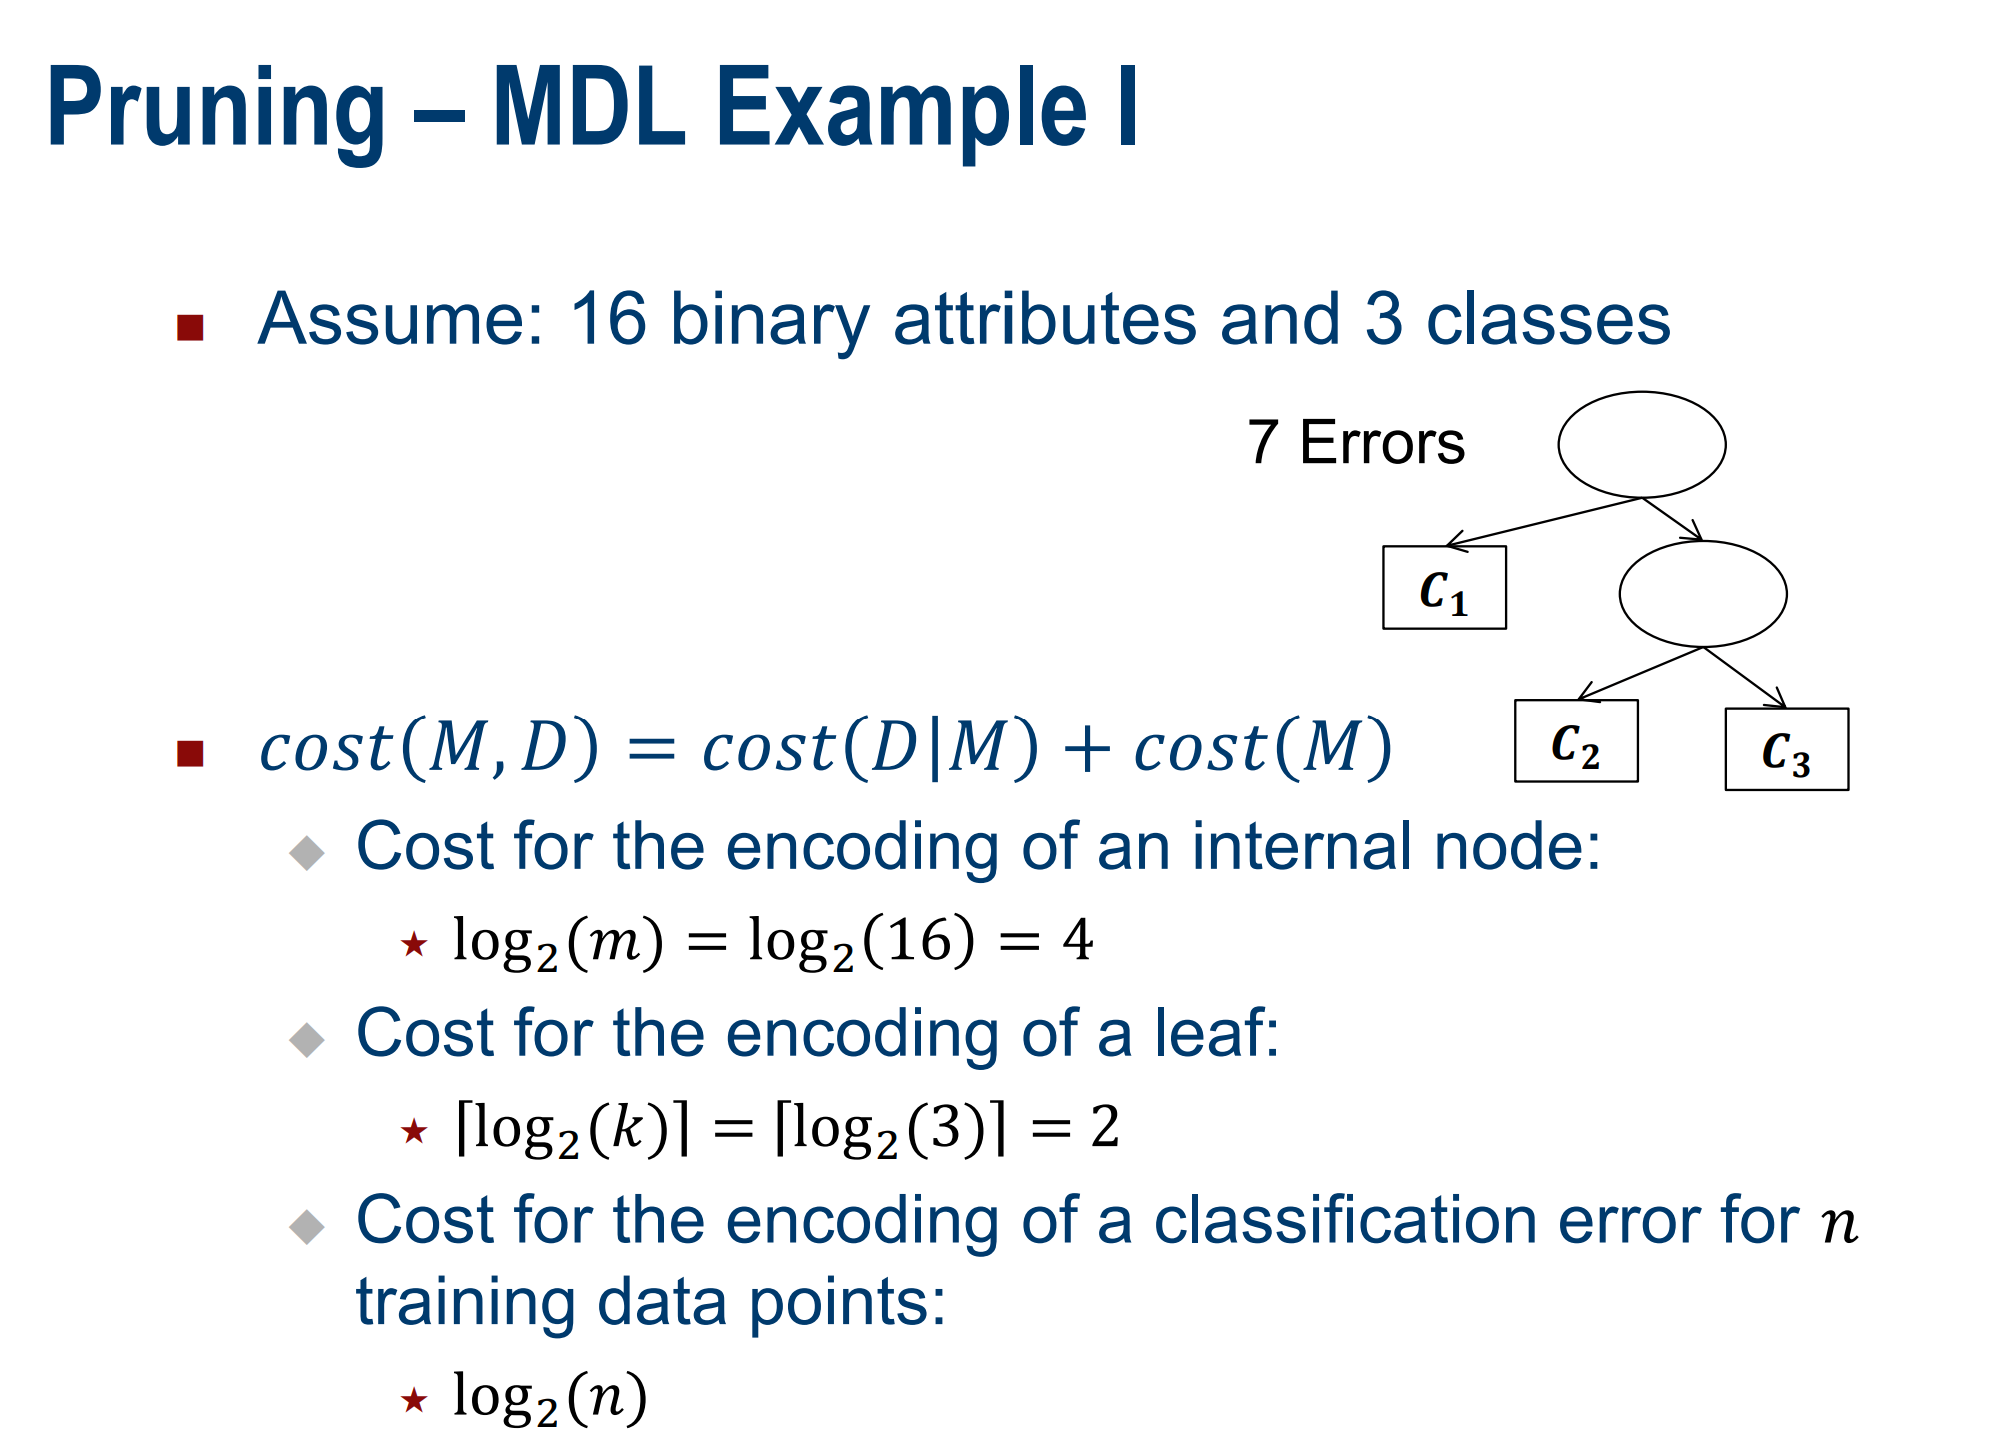 Pruning – MDL Example I
■ Assume: 16 binary attributes and 3 classes
7 Errors
C₁
C₂ C₃
■ cost(M, D) = cost(D|M) + cost(M)
◆ Cost for the encoding of an internal node:
★ log₂(m) = log₂(16) = 4
◆ Cost for the encoding of a leaf:
★ ⌈log₂(k)⌉ = ⌈log₂(3)⌉ = 2
◆ Cost for the encoding of a classification error for n
training data points:
★ log₂(n)